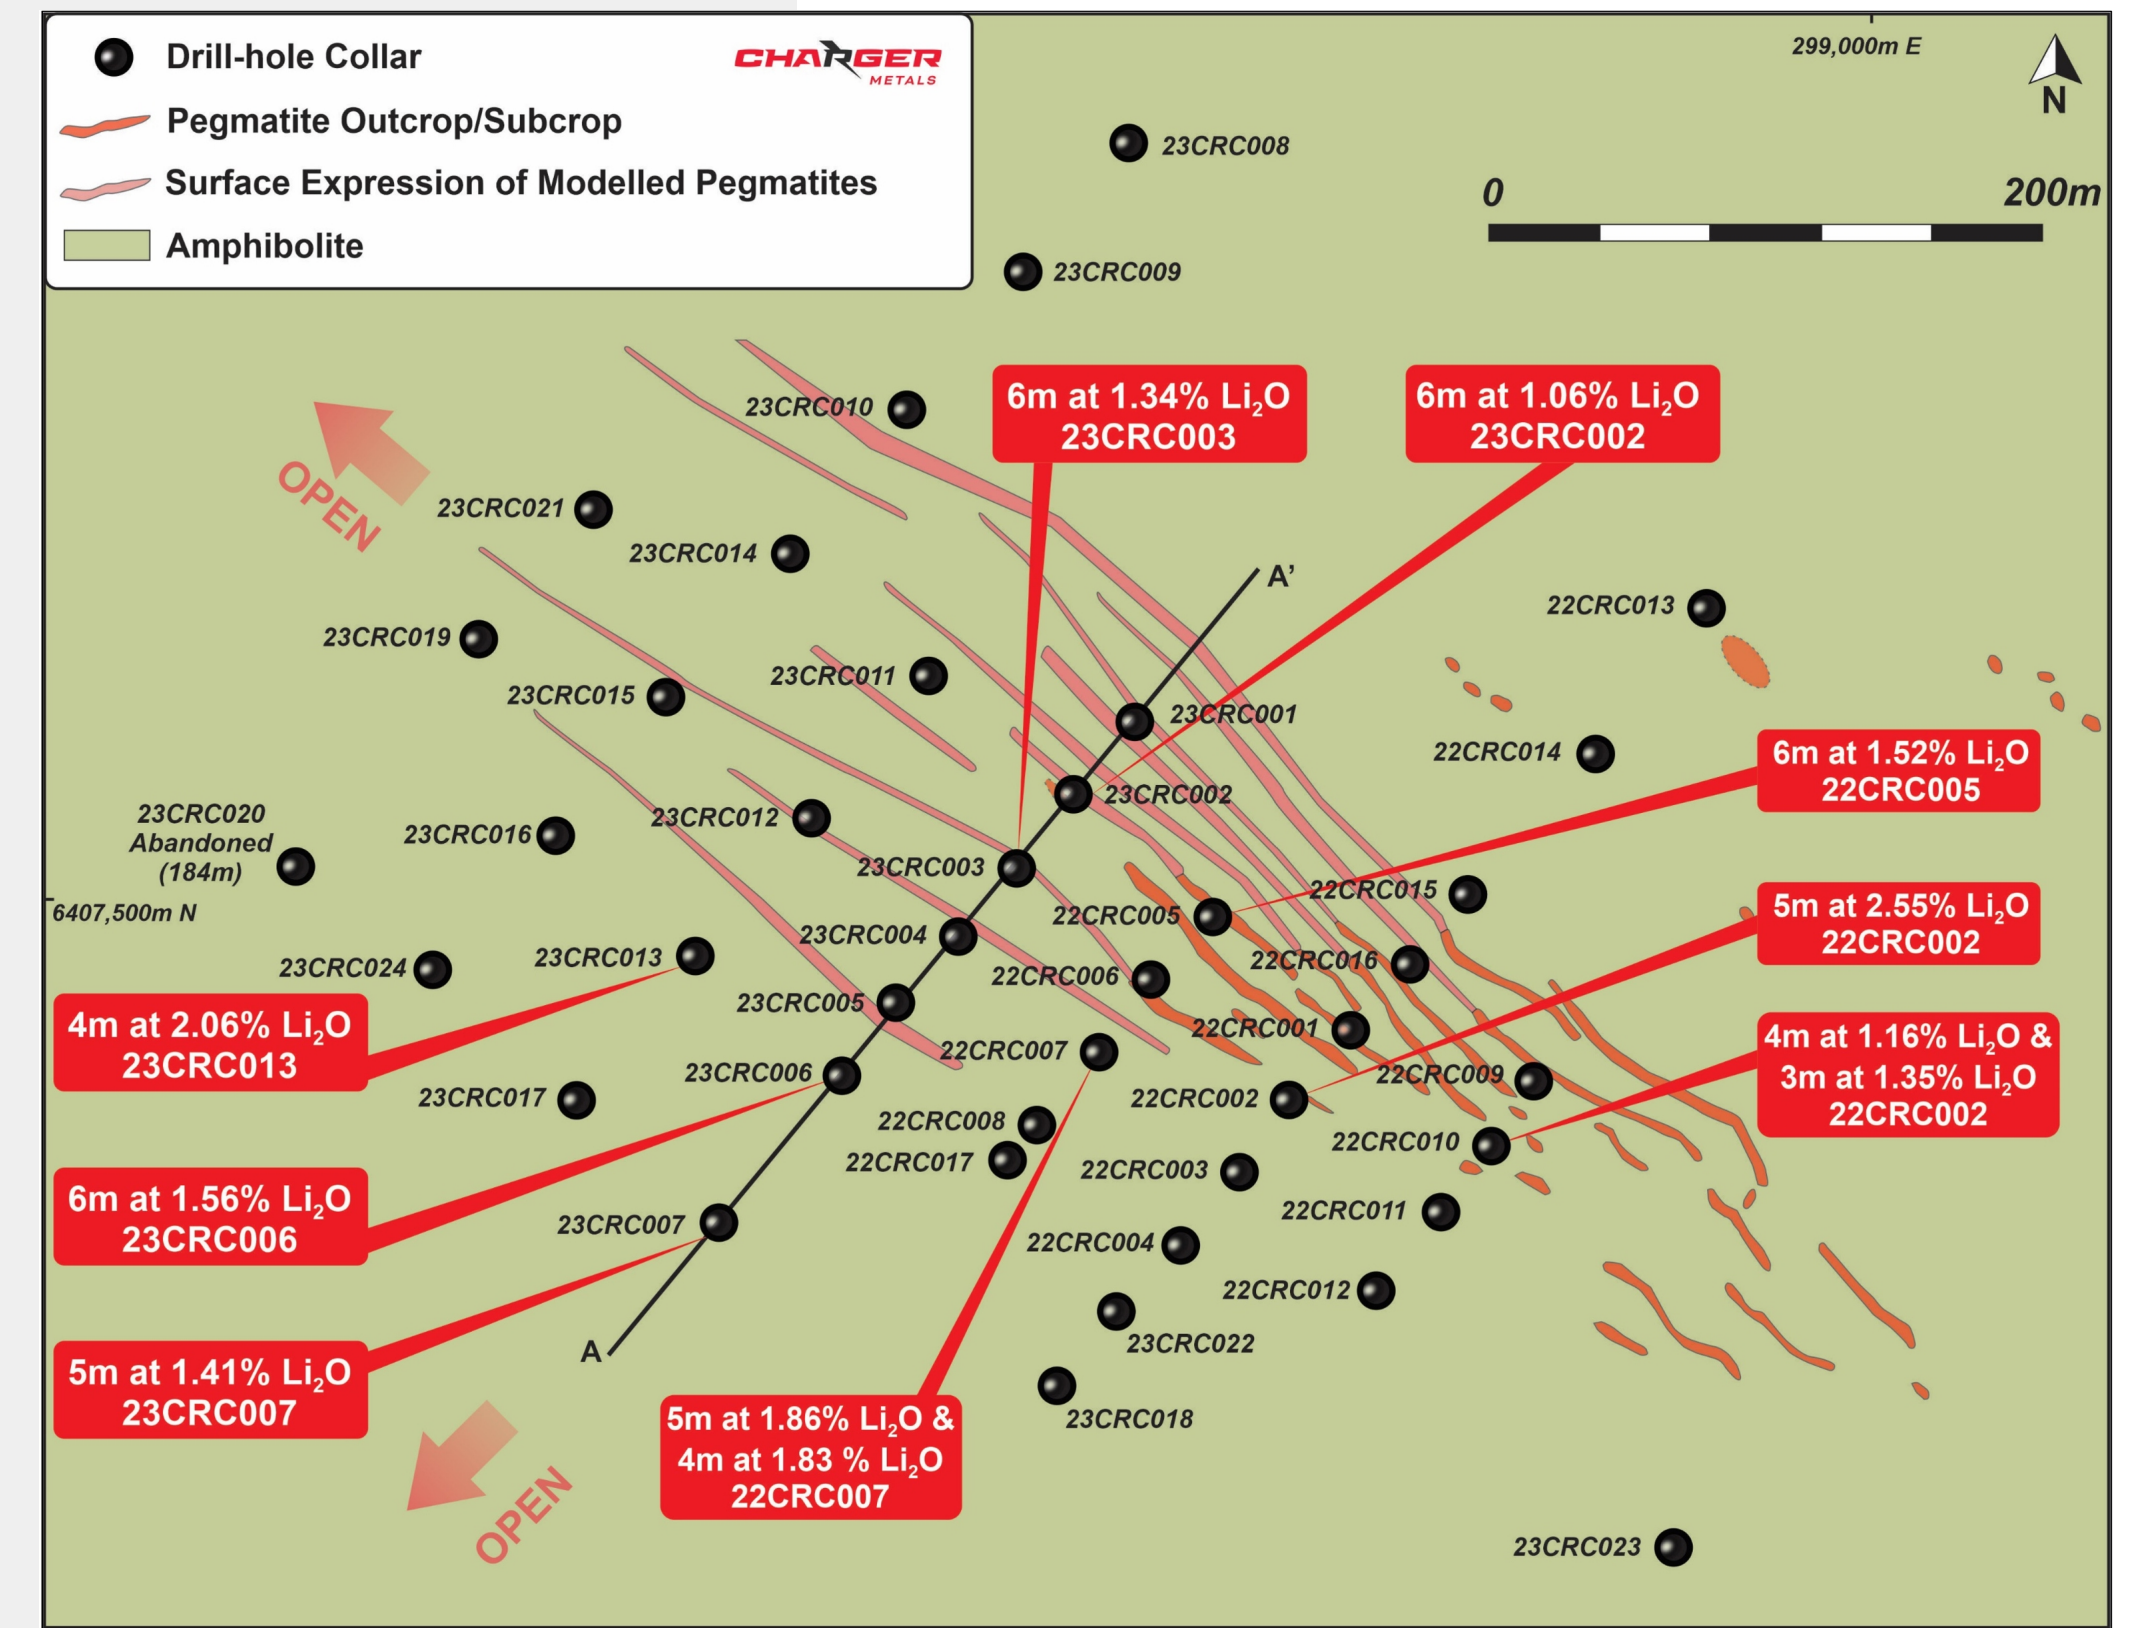 Drill-hole Collar
CHARGER
METALS
Pegmatite Outcrop/Subcrop
Surface Expression of Modelled Pegmatites
Amphibolite
299,000m E
N
0 200m
23CRC008
23CRC009
6m at 1.34% Li₂O
23CRC003
6m at 1.06% Li₂O
23CRC002
23CRC010
OPEN
23CRC021
23CRC014
A'
22CRC013
23CRC019
23CRC011
23CRC015
23CRC001
22CRC014
6m at 1.52% Li₂O
22CRC005
23CRC002
23CRC020
Abandoned
(184m)
23CRC016
23CRC012
23CRC003
22CRC015
6407,500m N
22CRC005
5m at 2.55% Li₂O
22CRC002
23CRC004
23CRC024
23CRC013
22CRC006
22CRC016
23CRC005
22CRC001
4m at 2.06% Li₂O
23CRC013
22CRC007
4m at 1.16% Li₂O &
3m at 1.35% Li₂O
22CRC002
23CRC006
22CRC009
23CRC017
22CRC002
22CRC008
22CRC010
22CRC017
22CRC003
6m at 1.56% Li₂O
23CRC006
23CRC007
22CRC011
22CRC004
22CRC012
A
23CRC022
5m at 1.41% Li₂O
23CRC007
23CRC018
5m at 1.86% Li₂O &
4m at 1.83 % Li₂O
22CRC007
OPEN
23CRC023